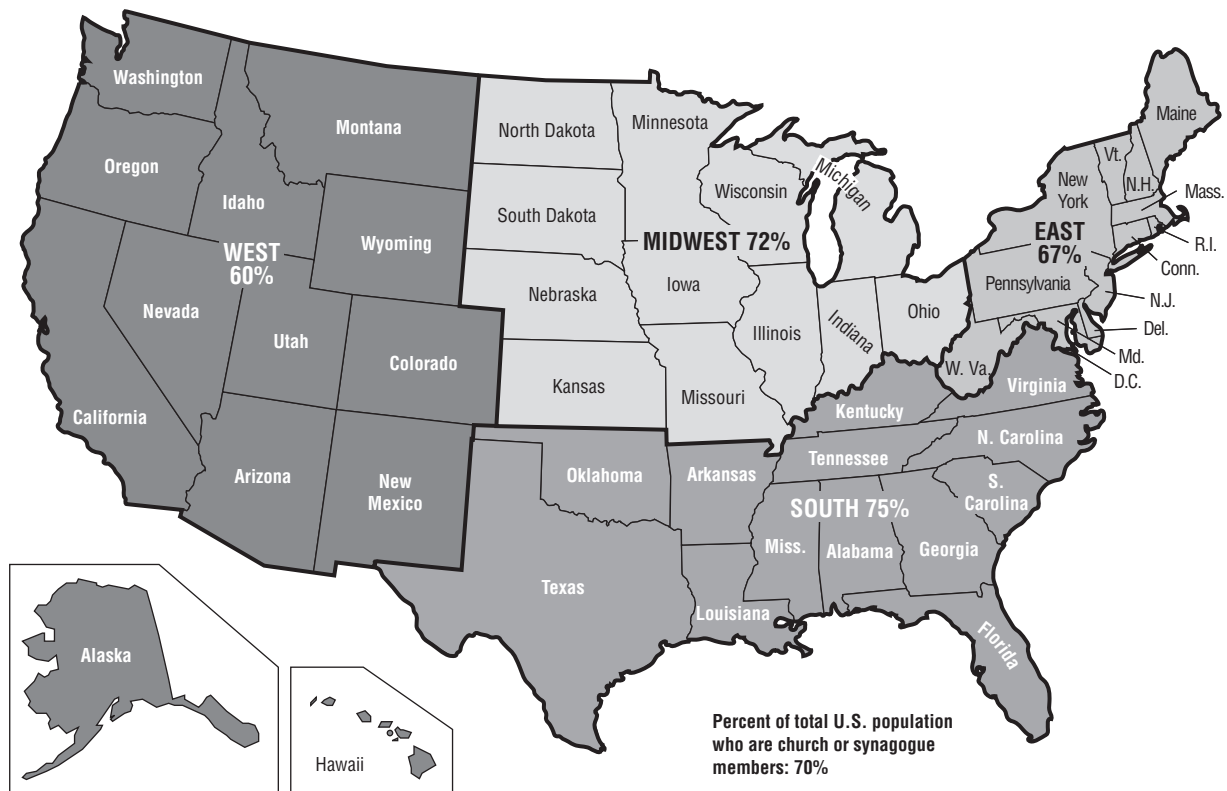 Washington
Oregon
Idaho
Montana
Wyoming
WEST
60%
Nevada
Utah
Colorado
California
Arizona
New
Mexico
Alaska
Hawaii
North Dakota
South Dakota
Nebraska
Kansas
Minnesota
Wisconsin
Michigan
MIDWEST 72%
Iowa
Illinois
Indiana
Ohio
Missouri
Maine
Vt.
N.H.
New
York
Mass.
EAST
67%
R.I.
Conn.
Pennsylvania
N.J.
Del.
Md.
D.C.
W. Va.
Virginia
Kentucky
N. Carolina
Tennessee
S.
Carolina
Oklahoma
Arkansas
SOUTH 75%
Miss.
Alabama
Georgia
Texas
Louisiana
Florida
Percent of total U.S. population
who are church or synagogue
members: 70%